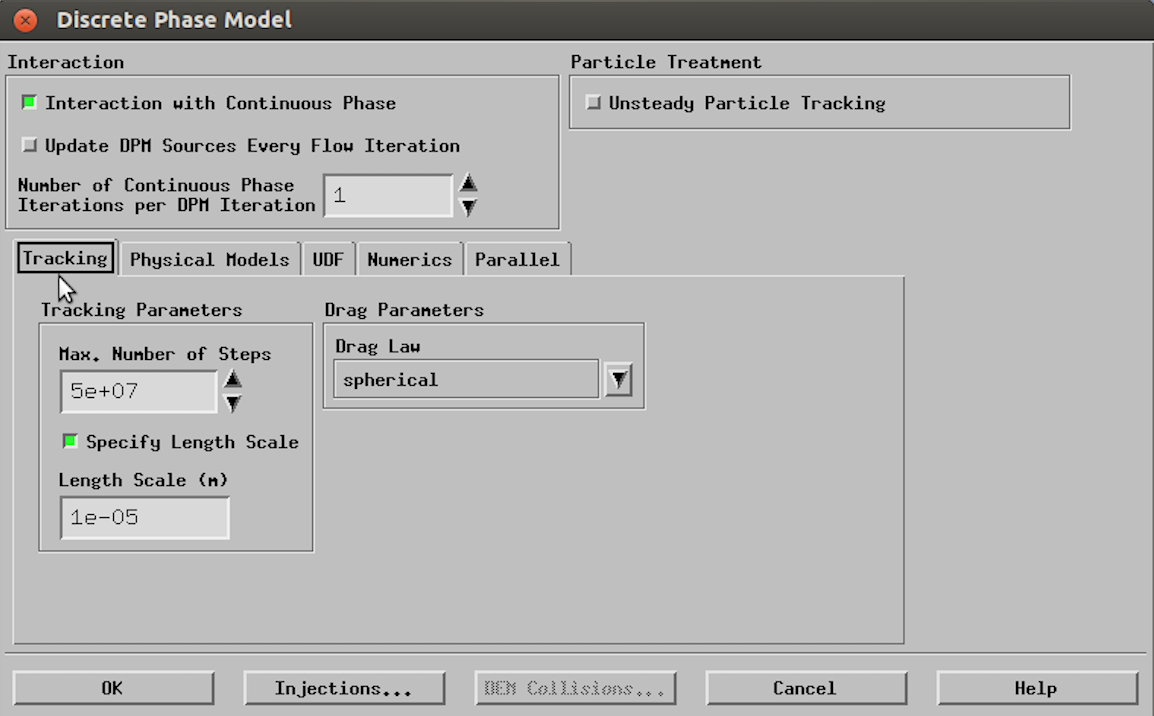 Discrete Phase Model
Interaction
Interaction with Continuous Phase
Update DPM Sources Every Flow Iteration
Number of Continuous Phase
Iterations per DPM Iteration
1
Particle Treatment
Unsteady Particle Tracking
Tracking
Physical Models
UDF
Numerics
Parallel
Tracking Parameters
Max. Number of Steps
5e+07
Specify Length Scale
Length Scale (m)
1e-05
Drag Parameters
Drag Law
spherical
OK
Injections...
DEM Collisions...
Cancel
Help